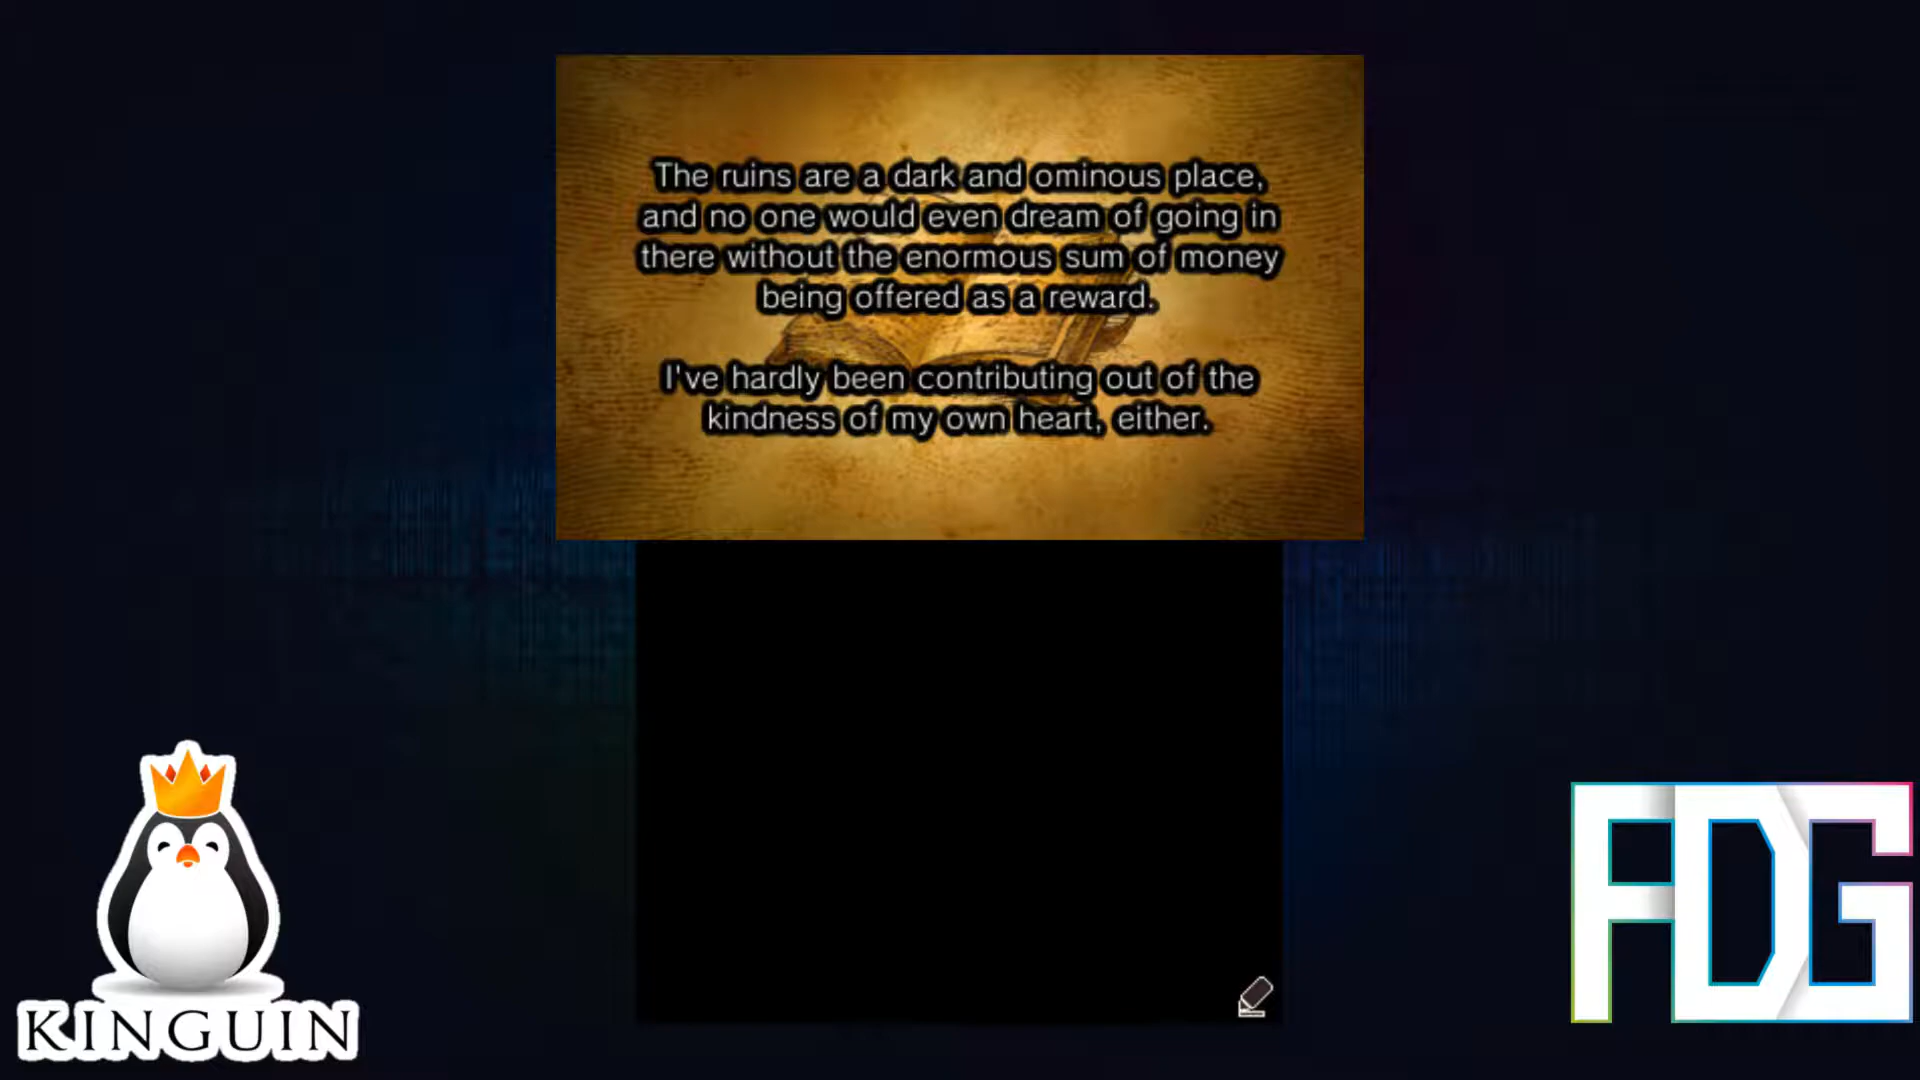 The ruins are a dark and ominous place,
and no one would even dream of going in
there without the enormous sum of money
being offered as a reward.
I've hardly been contributing out of the
kindness of my own heart, either.
KINGUIN
FDG